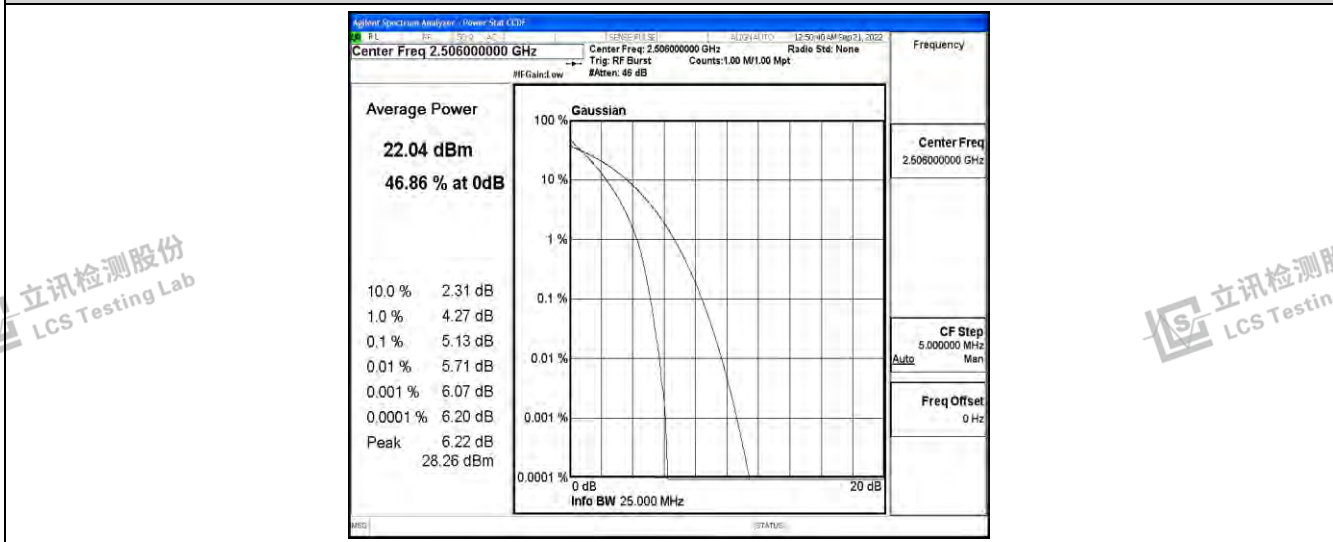 Agilent Spectrum Analyzer - Power Stat CCDF
RL RF 50 Ω AC SENSE:PULSE ALIGN AUTO 12:50:40 AM Sep 21, 2022
Center Freq 2.506000000 GHz
Center Freq: 2.506000000 GHz Radio Std: None
Trig: RF Burst Counts:1.00 M/1.00 Mpt
#IFGain:Low #Atten: 46 dB
Frequency
Average Power
22.04 dBm
46.86 % at 0dB
10.0 % 2.31 dB
1.0 % 4.27 dB
0.1 % 5.13 dB
0.01 % 5.71 dB
0.001 % 6.07 dB
0.0001 % 6.20 dB
Peak 6.22 dB
28.26 dBm
Gaussian
100 %
10 %
1 %
0.1 %
0.01 %
0.001 %
0.0001 %
0 dB 20 dB
Info BW 25.000 MHz
Center Freq
2.506000000 GHz
CF Step
5.000000 MHz
Auto Man
Freq Offset
0 Hz
MSG STATUS
立讯检测股份
LCS Testing Lab
立讯检测
LCS Testin